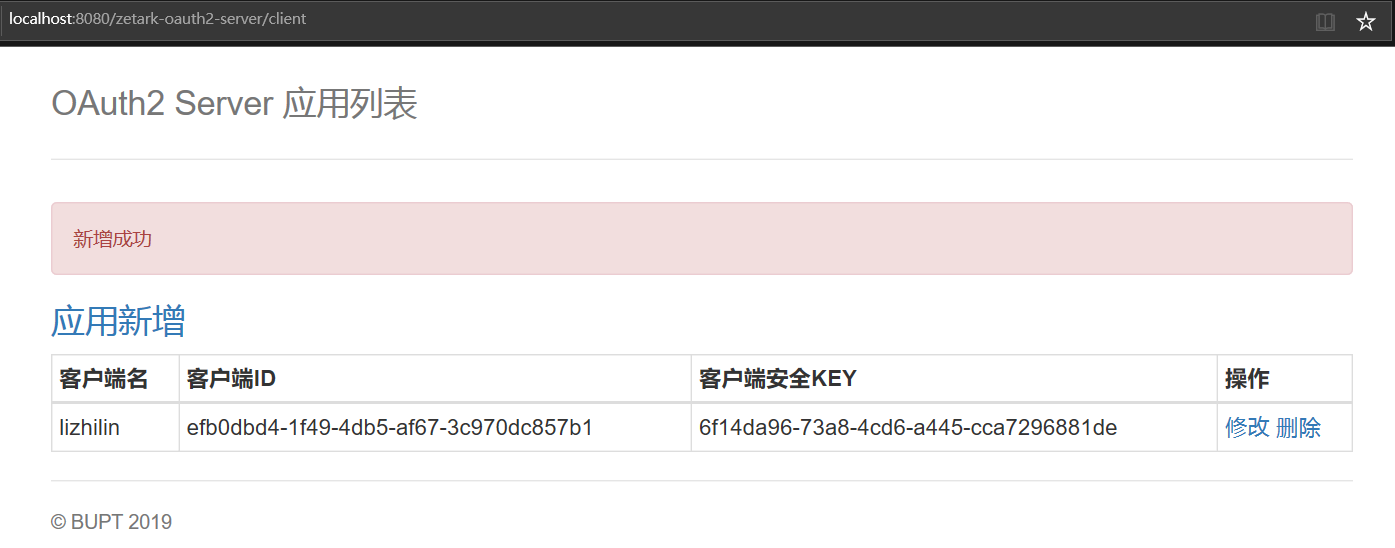 localhost:8080/zetark-oauth2-server/client
OAuth2 Server 应用列表
新增成功
应用新增
客户端名 客户端ID 客户端安全KEY 操作
lizhilin efb0dbd4-1f49-4db5-af67-3c970dc857b1 6f14da96-73a8-4cd6-a445-cca7296881de 修改 删除
© BUPT 2019